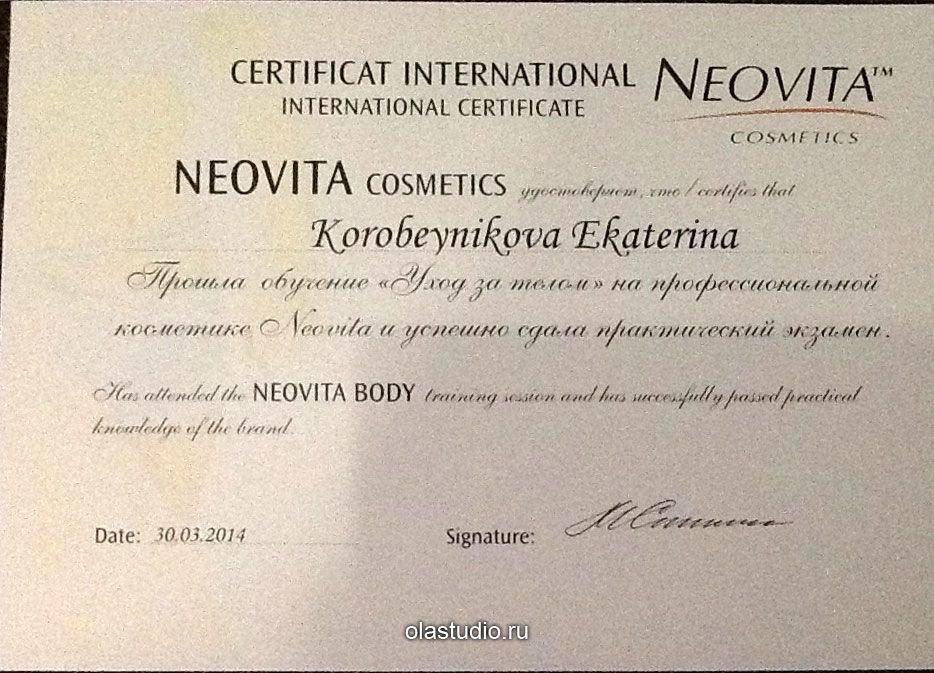 CERTIFICAT INTERNATIONAL
INTERNATIONAL CERTIFICATE
NEOVITA™
COSMETICS
NEOVITA COSMETICS удостоверяет, что / certifies that
Korobeynikova Ekaterina
Прошла обучение «Уход за телом» на профессиональной
косметике Neovita и успешно сдала практический экзамен.
Has attended the NEOVITA BODY training session and has successfully passed practical
knowledge of the brand.
Date: 30.03.2014
Signature:
olastudio.ru